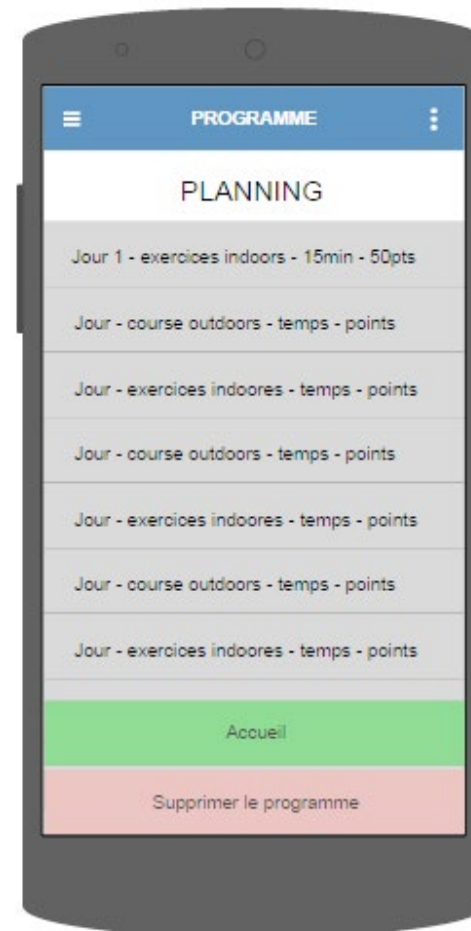 PROGRAMME
PLANNING
Jour 1 - exercices indoors - 15min - 50pts
Jour - course outdoors - temps - points
Jour - exercices indoores - temps - points
Jour - course outdoors - temps - points
Jour - exercices indoores - temps - points
Jour - course outdoors - temps - points
Jour - exercices indoores - temps - points
Accueil
Supprimer le programme